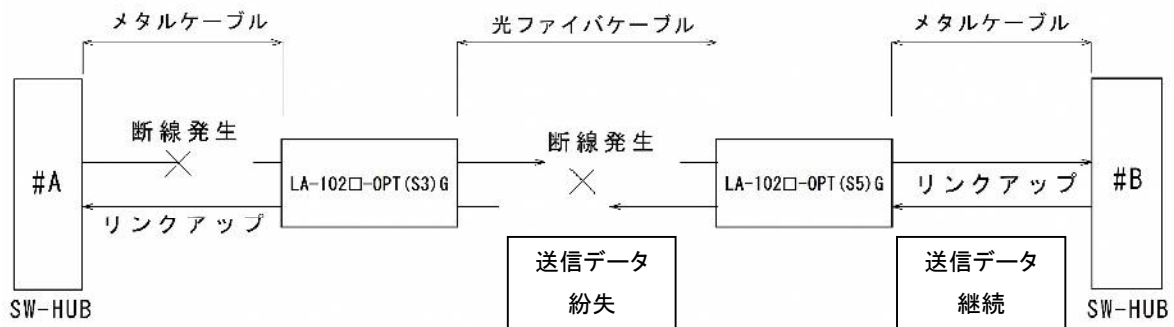 メタルケーブル
光ファイバケーブル
メタルケーブル
断線発生
断線発生
#A
LA-102□-OPT(S3)G
LA-102□-OPT(S5)G
#B
リンクアップ
リンクアップ
送信データ
紛失
送信データ
継続
SW-HUB
SW-HUB